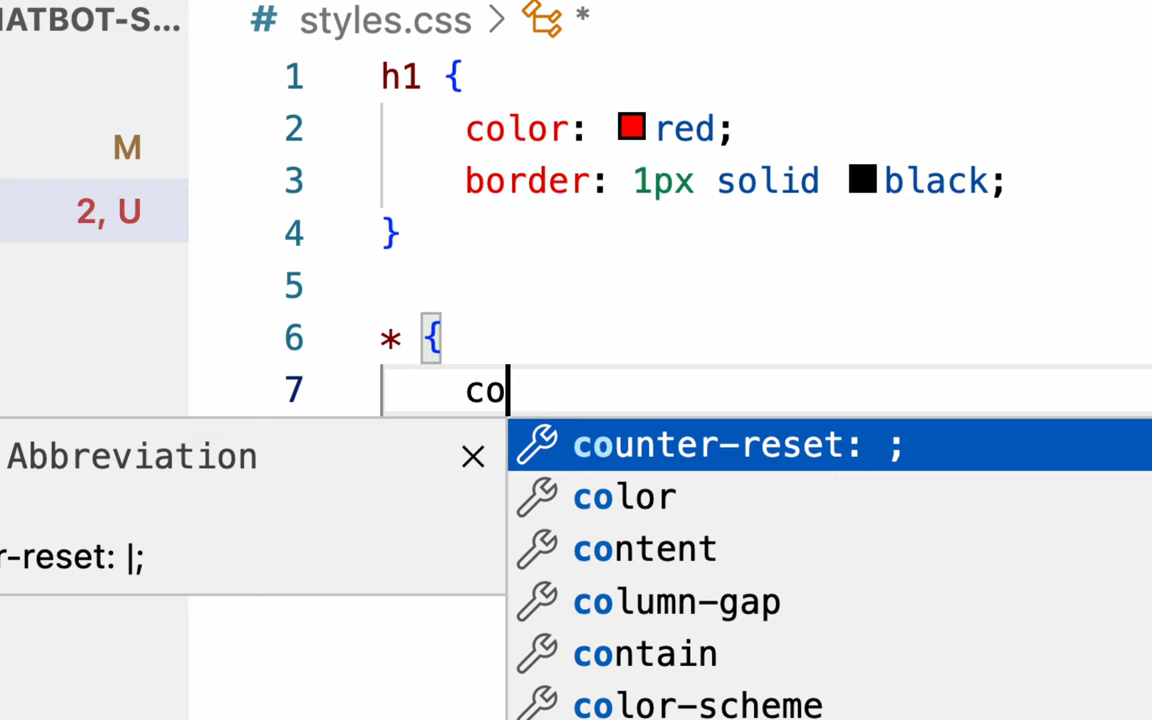 HATBOT-S...
# styles.css > *
1 h1 {
M
2 color: red;
3 border: 1px solid black;
2, U
4 }
5
6 * {
7 co
Abbreviation ×
r-reset: |;
counter-reset: ;
color
content
column-gap
contain
color-scheme